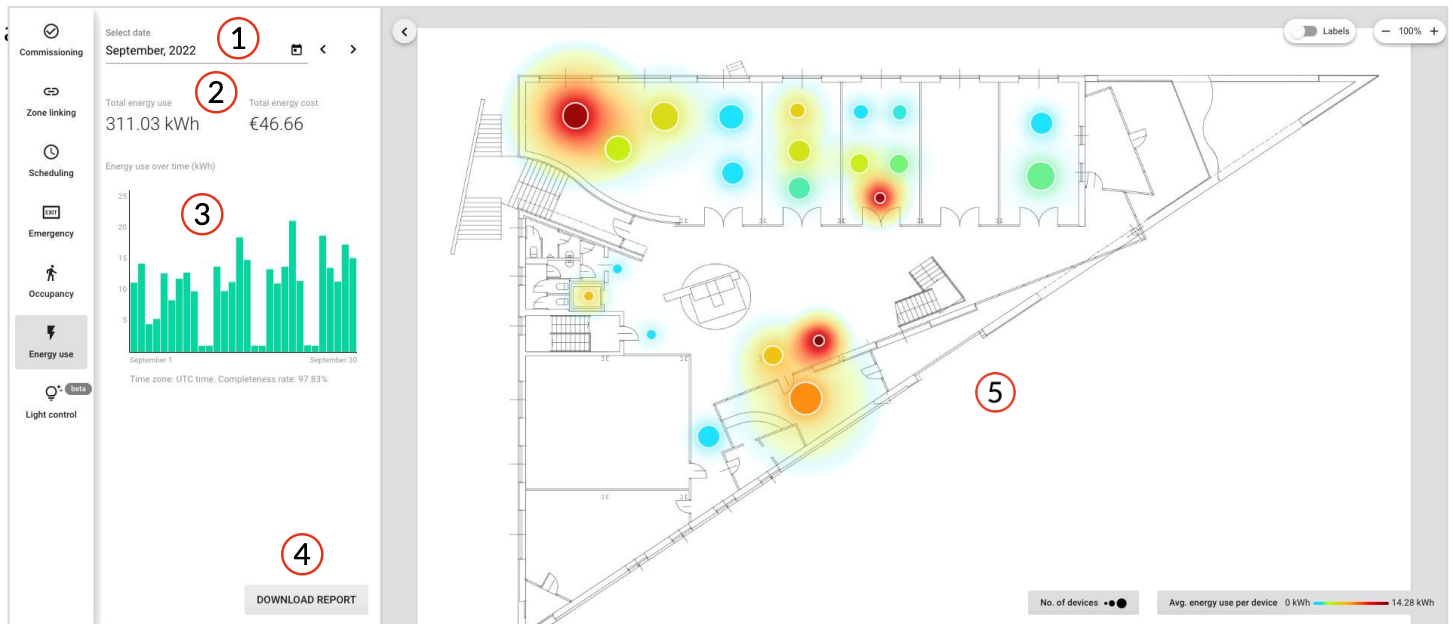 Commissioning
Zone linking
Scheduling
EXIT
Emergency
Occupancy
Energy use
beta
Light control
Select date
1
September, 2022
2
Total energy use
Total energy cost
311.03 kWh
€46.66
Energy use over time (kWh)
25
3
20
15
10
5
September 1
September 30
Time zone: UTC time. Completeness rate: 97.83%
4
DOWNLOAD REPORT
Labels
− 100% +
5
No. of devices
Avg. energy use per device 0 kWh 14.28 kWh